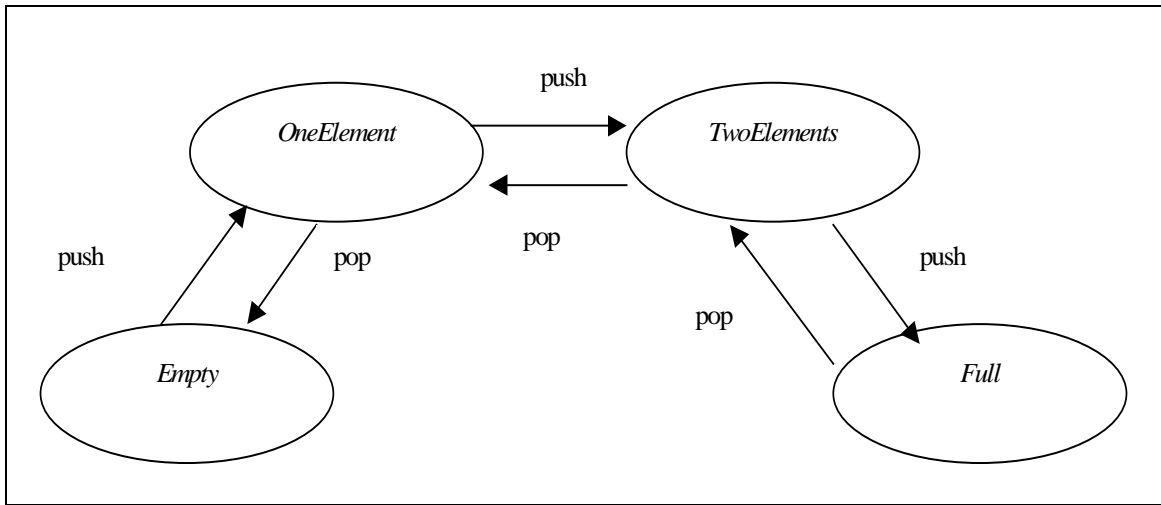 push
OneElement
TwoElements
pop
push
pop
push
pop
Empty
Full